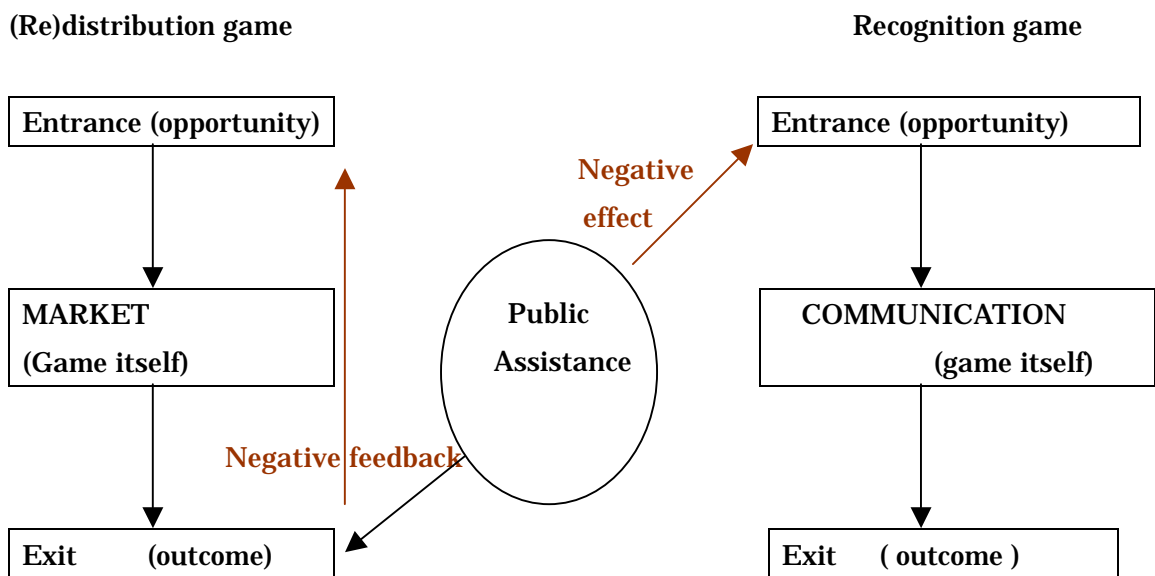 (Re)distribution game
Recognition game
Entrance (opportunity)
Entrance (opportunity)
Negative
effect
MARKET
(Game itself)
Public
Assistance
COMMUNICATION
(game itself)
Negative feedback
Exit (outcome)
Exit ( outcome )